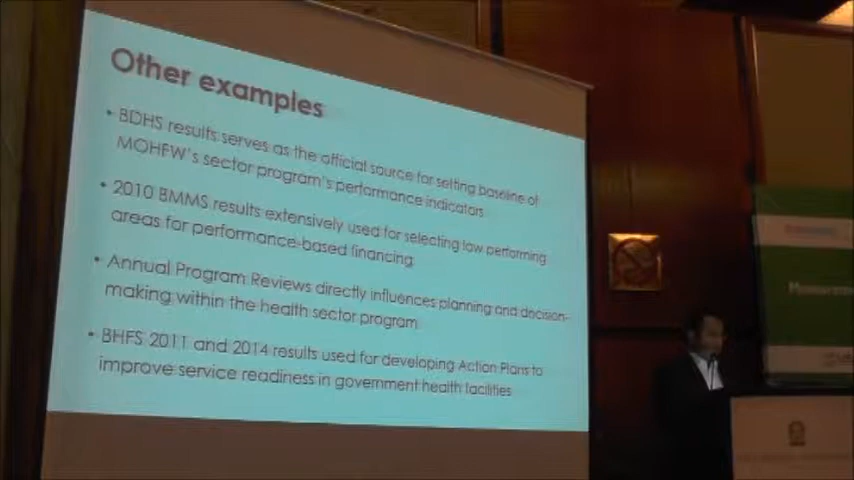 Other examples
• BDHS results serves as the official source for setting baseline of
MOHFW's sector program's performance indicators
• 2010 BMMS results extensively used for selecting low performing
areas for performance-based financing
• Annual Program Reviews directly influences planning and decision-
making within the health sector program
• BHFS 2011 and 2014 results used for developing Action Plans to
improve service readiness in government health facilities